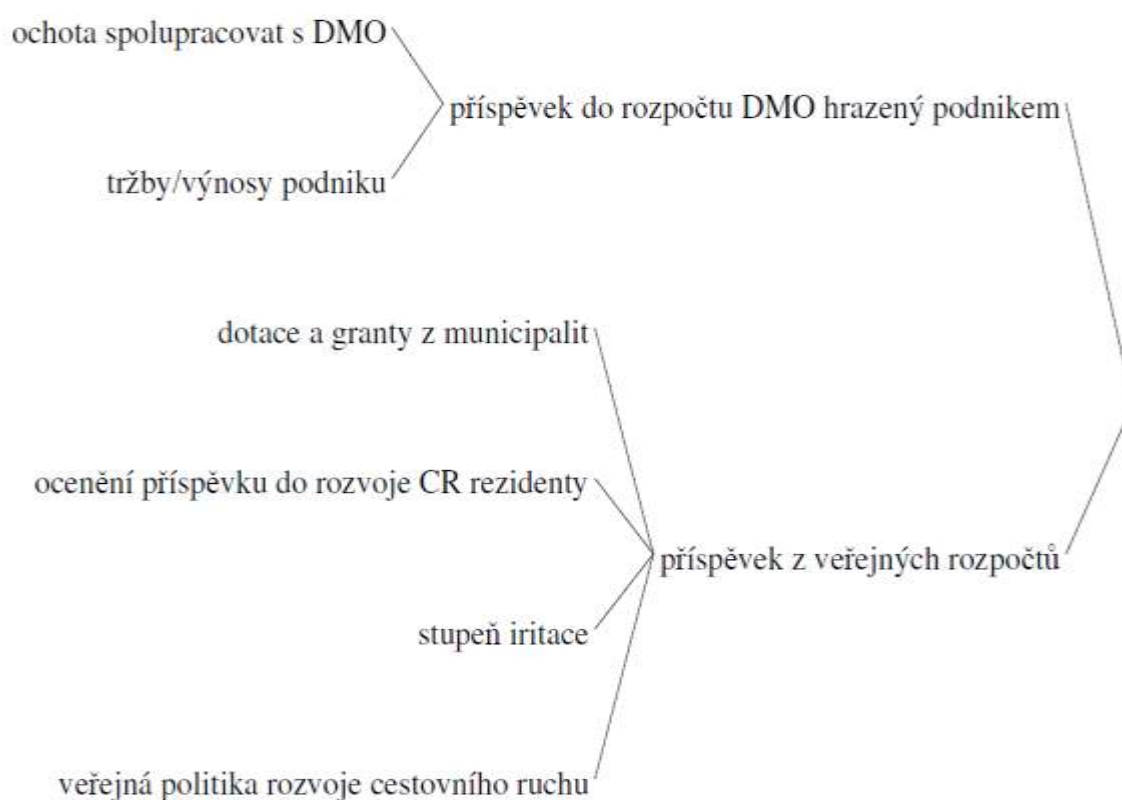 ochota spolupracovat s DMO
příspěvek do rozpočtu DMO hrazený podnikem
tržby/výnosy podniku
dotace a granty z municipalit
ocenění příspěvku do rozvoje CR rezidenty
příspěvek z veřejných rozpočtů
stupeň iritace
veřejná politika rozvoje cestovního ruchu